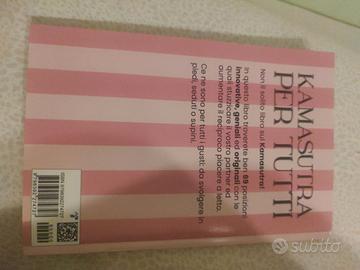 KAMASUTRA
PER TUTTI
Non il solito libro sul Kamasutra!
In questo libro troverete ben 69 posizioni
innovative, geniali ed originali con le
quali stuzzicare il vostro partner ed
aumentare il reciproco piacere a letto.
Ce ne sono per tutti i gusti: da svolgere in
piedi, seduti o supini.
subito